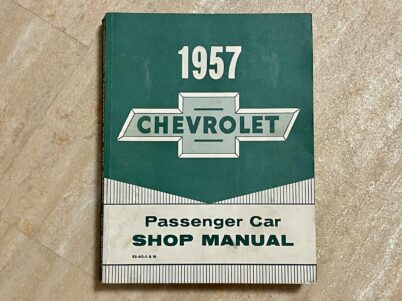 1957
CHEVROLET
Passenger Car
SHOP MANUAL